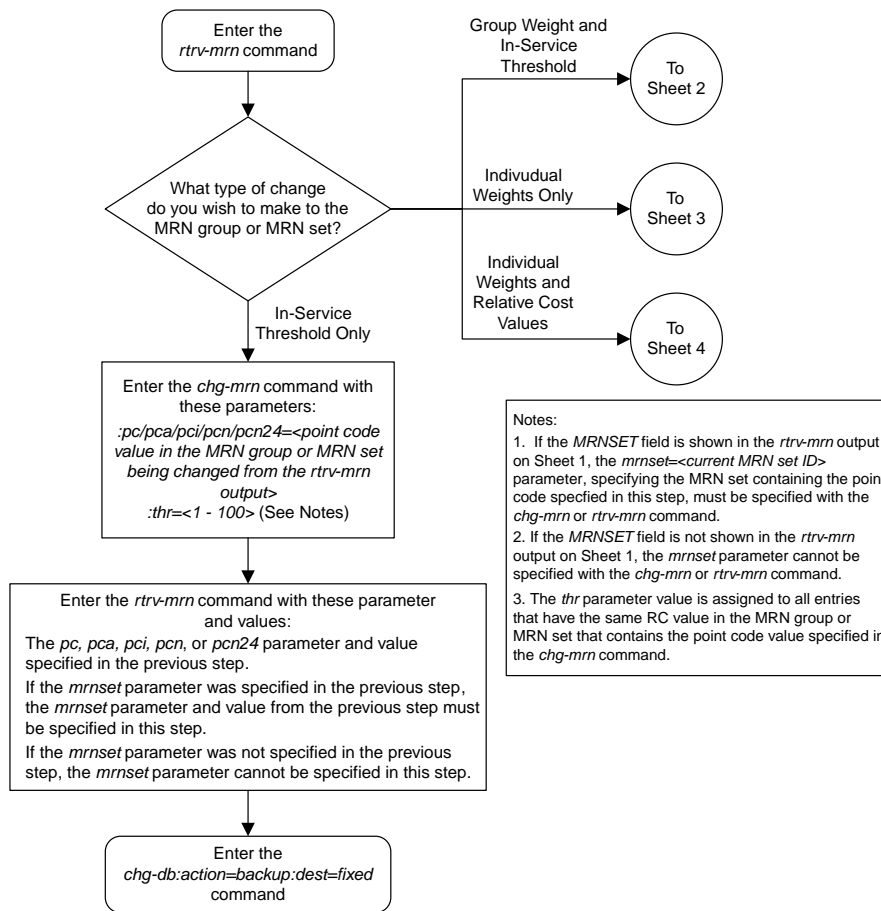 Enter the
rtrv-mrn command
What type of change
do you wish to make to the
MRN group or MRN set?
Group Weight and
In-Service
Threshold
To
Sheet 2
Indivudual
Weights Only
To
Sheet 3
Individual
Weights and
Relative Cost
Values
To
Sheet 4
In-Service
Threshold Only
Enter the chg-mrn command with
these parameters:
:pc/pca/pci/pcn/pcn24=<point code
value in the MRN group or MRN set
being changed from the rtrv-mrn
output>
:thr=<1 - 100> (See Notes)
Enter the rtrv-mrn command with these parameter
and values:
The pc, pca, pci, pcn, or pcn24 parameter and value
specified in the previous step.
If the mrnset parameter was specified in the previous step,
the mrnset parameter and value from the previous step must
be specified in this step.
If the mrnset parameter was not specified in the previous
step, the mrnset parameter cannot be specified in this step.
Enter the
chg-db:action=backup:dest=fixed
command
Notes:
1. If the MRNSET field is shown in the rtrv-mrn output
on Sheet 1, the mrnset=<current MRN set ID>
parameter, specifying the MRN set containing the poin
code specfied in this step, must be specified with the
chg-mrn or rtrv-mrn command.
2. If the MRNSET field is not shown in the rtrv-mrn
output on Sheet 1, the mrnset parameter cannot be
specified with the chg-mrn or rtrv-mrn command.
3. The thr parameter value is assigned to all entries
that have the same RC value in the MRN group or
MRN set that contains the point code value specified in
the chg-mrn command.